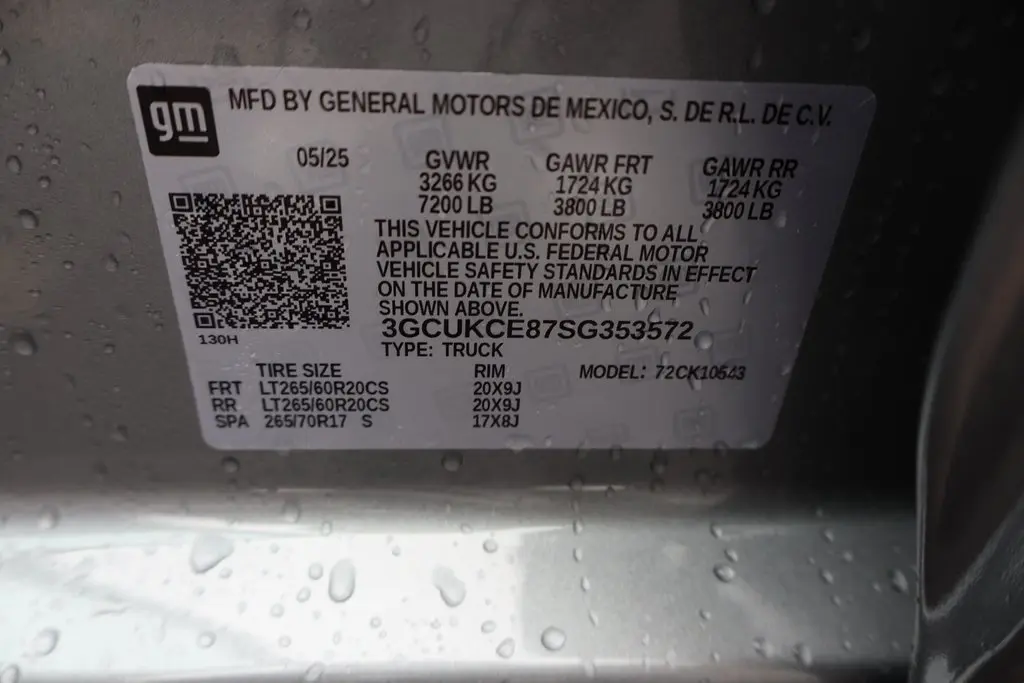 gm MFD BY GENERAL MOTORS DE MEXICO, S. DE R.L. DE C.V.
05/25 GVWR GAWR FRT GAWR RR
3266 KG 1724 KG 1724 KG
7200 LB 3800 LB 3800 LB
THIS VEHICLE CONFORMS TO ALL
APPLICABLE U.S. FEDERAL MOTOR
VEHICLE SAFETY STANDARDS IN EFFECT
ON THE DATE OF MANUFACTURE
SHOWN ABOVE.
3GCUKCE87SG353572
130H
TYPE: TRUCK
TIRE SIZE RIM MODEL: 72CK10543
FRT LT265/60R20CS 20X9J
RR LT265/60R20CS 20X9J
SPA 265/70R17 S 17X8J